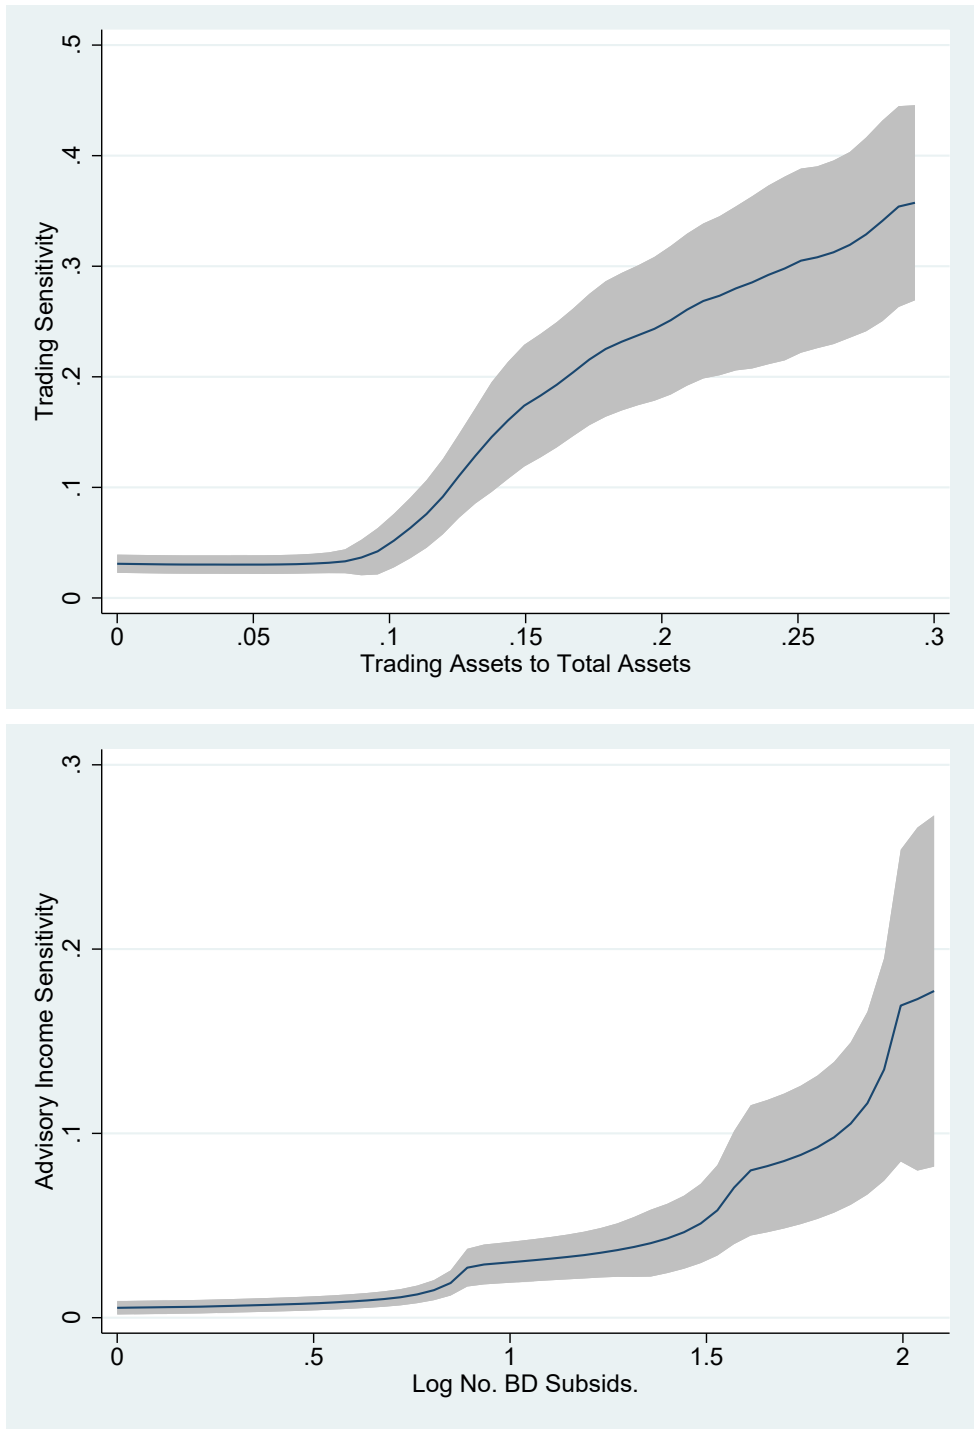 .5
.4
.3
.2
.1
0
Trading Sensitivity
0 .05 .1 .15 .2 .25 .3
Trading Assets to Total Assets
.3
.2
.1
0
Advisory Income Sensitivity
0 .5 1 1.5 2
Log No. BD Subsids.